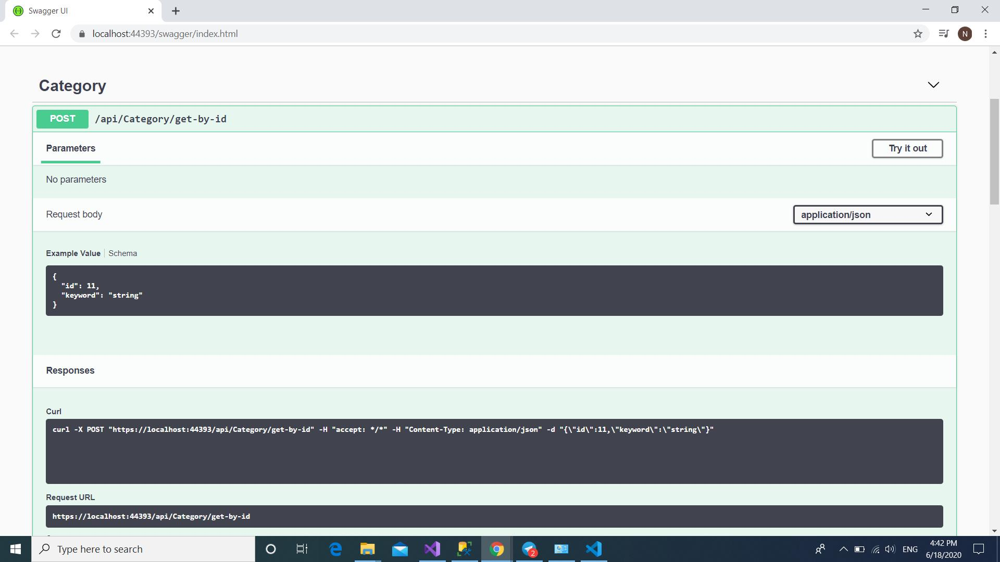 Swagger UI
localhost:44393/swagger/index.html
N
Category
POST /api/Category/get-by-id
Parameters
Try it out
No parameters
Request body
application/json
Example Value Schema
{
"id": 11,
"keyword": "string"
}
Responses
Curl
curl -X POST "https://localhost:44393/api/Category/get-by-id" -H "accept: */*" -H "Content-Type: application/json" -d "{\"id\":11,\"keyword\":\"string\"}"
Request URL
https://localhost:44393/api/Category/get-by-id
Type here to search
2
ENG
4:42 PM
6/18/2020